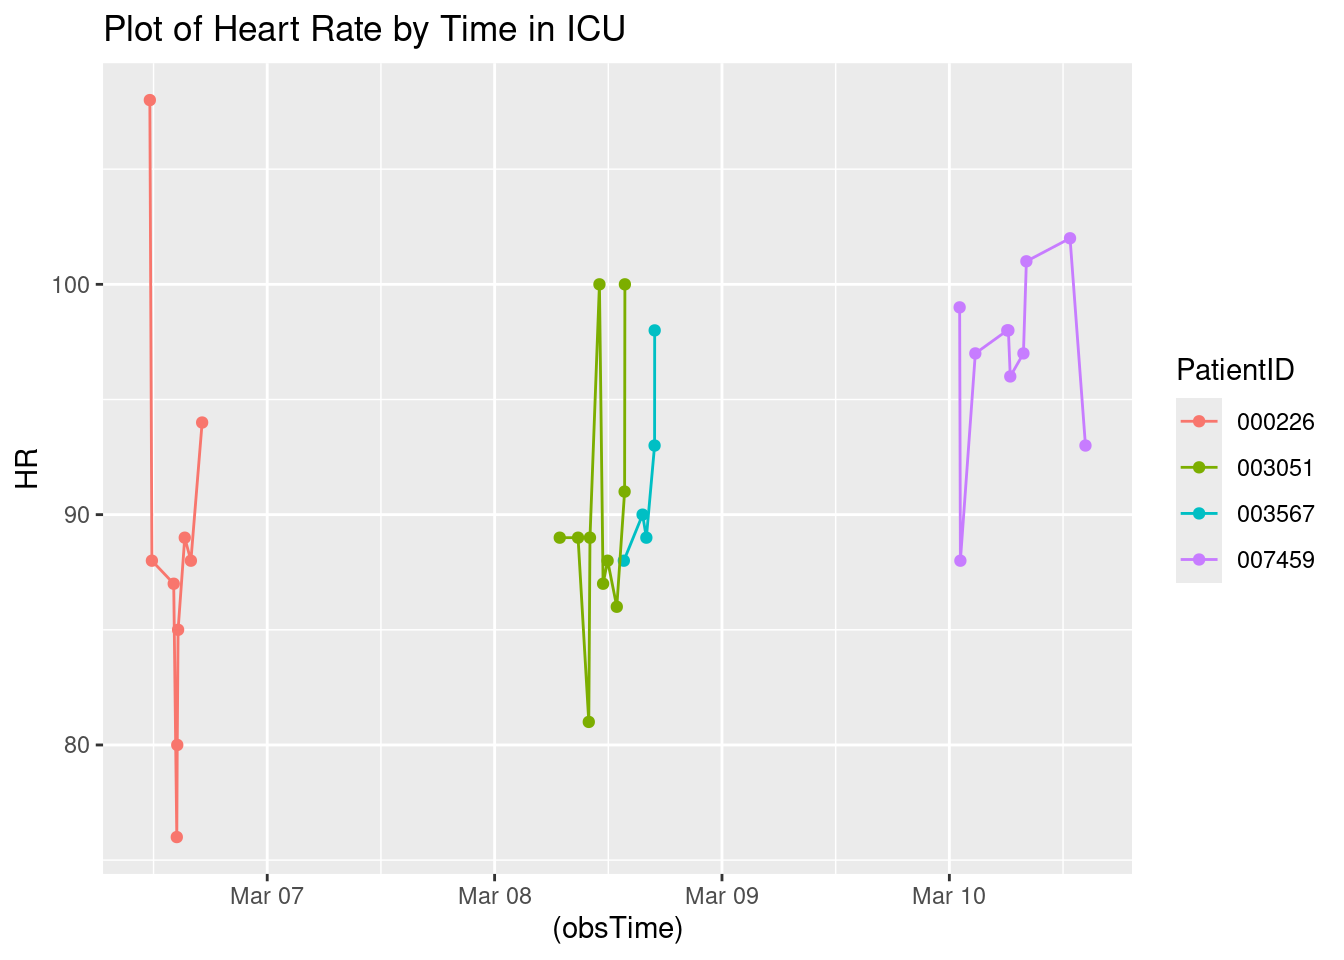 Plot of Heart Rate by Time in ICU
HR
100
90
80
Mar 07 Mar 08 Mar 09 Mar 10
(obsTime)
PatientID
000226
003051
003567
007459